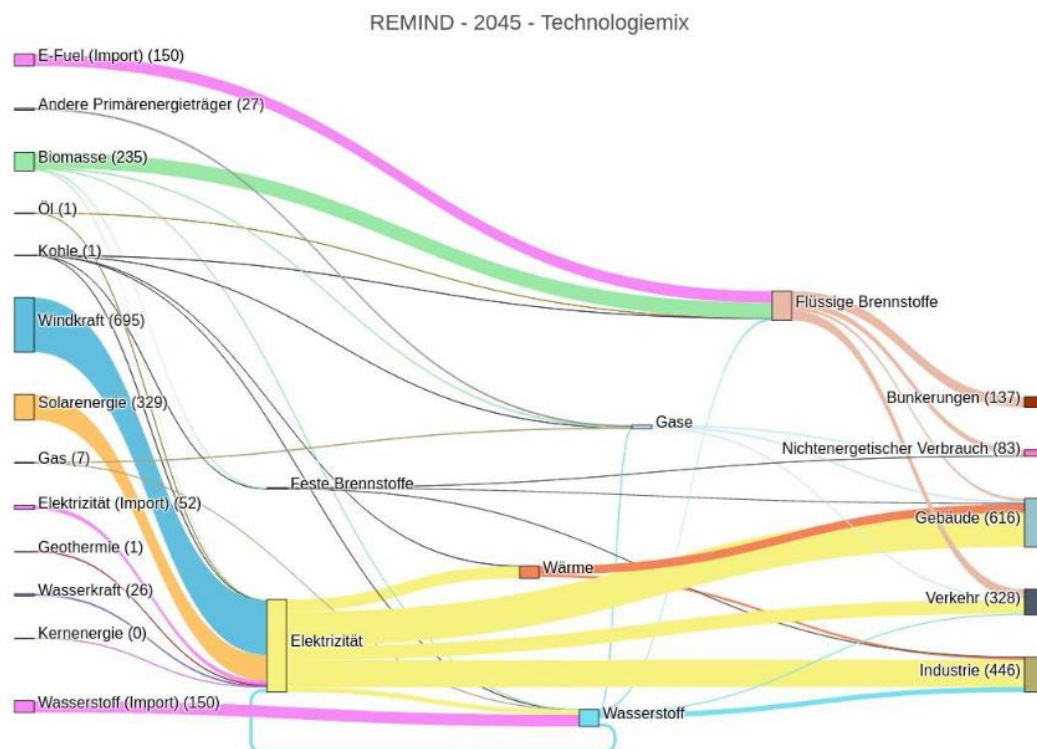 REMIND - 2045 - Technologiemix
E-Fuel (Import) (150)
Andere Primärenergieträger (27)
Biomasse (235)
Öl (1)
Kohle (1)
Windkraft (695)
Flüssige Brennstoffe
Solarenergie (329)
Bunkerungen (137)
Gase
Nichtenergetischer Verbrauch (83)
Gas (7)
Feste Brennstoffe
Elektrizität (Import) (52)
Gebäude (616)
Geothermie (1)
Wärme
Wasserkraft (26)
Verkehr (328)
Kernenergie (0)
Elektrizität
Industrie (446)
Wasserstoff (Import) (150)
Wasserstoff